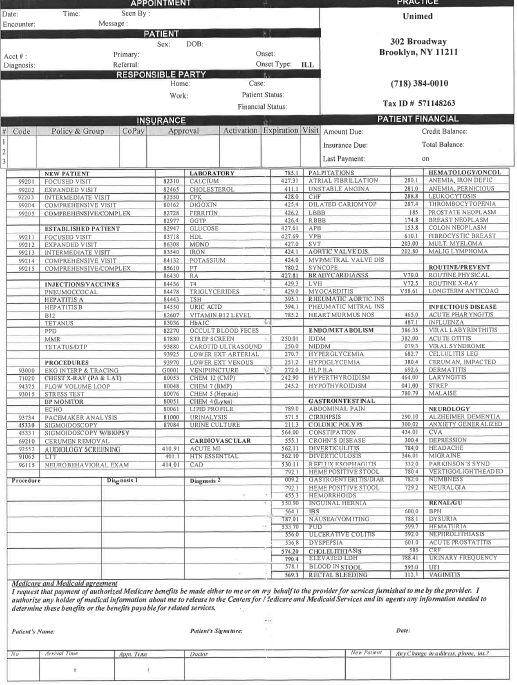 APPOINTMENT
PRACTICE
Date: Time: Seen By :
Encounter: Message :
Unimed
302 Broadway
Brooklyn, NY 11211
(718) 384-0010
Tax ID # 571148263
PATIENT
Sex: DOB:
Acct # : Primary: Onset:
Diagnosis: Referral: Onset Type: ILL
RESPONSIBLE PARTY
Home: Case:
Work: Patient Status:
Financial Status:
INSURANCE
# Code Policy & Group CoPay Approval Activation Expiration Visit
1
2
3
PATIENT FINANCIAL
Amount Due: Credit Balance:
Insurance Due: Total Balance:
Last Payment: on
NEW PATIENT
99201 FOCUSED VISIT
99202 EXPANDED VISIT
99203 INTERMEDIATE VISIT
99204 COMPREHENSIVE VISIT
99205 COMPREHENSIVE/COMPLEX
ESTABLISHED PATIENT
99211 FOCUSED VISIT
99212 EXPANDED VISIT
99213 INTERMEDIATE VISIT
99214 COMPREHENSIVE VISIT
99215 COMPREHENSIVE/COMPLEX
INJECTIONS/VACCINES
PNEUMOCCOCAL
HEPATITIS A
HEPATITIS B
B12
TETANUS
PPD
MMR
TETANUS/DTP
PROCEDURES
93000 EKG INTERP & TRACING
71020 CHEST X-RAY (PA & LAT)
94375 FLOW VOLUME LOOP
93015 STRESS TEST
BP MONITOR
ECHO
93734 PACEMAKER ANALYSIS
45330 SIGMOIDOSCOPY
45331 SIGMOIDOSCOPY W/BIOPSY
69210 CERUMEN REMOVAL
92552 AUDIOLOGY SCREENING
91065 LTT
96115 NEUROBEHAVIORAL EXAM
LABORATORY
82310 CALCIUM
82465 CHOLESTEROL
82550 CPK
80162 DIGOXIN
82728 FERRITIN
82977 GGTP
82947 GLUCOSE
83718 HDL
86308 MONO
83540 IRON
84132 POTASSIUM
85610 PT
86430 RA
84436 T4
84478 TRIGLYCERIDES
84443 TSH
84550 URIC ACID
82607 VITAMIN B12 LEVEL
83036 HbA1C
82270 OCCULT BLOOD FECES
87880 STREP SCREEN
93880 CAROTID ULTRASOUND
93925 LOWER EXT ARTERIAL
93970 LOWER EXT VENOUS
G0001 VENIPUNCTURE
80053 CHEM 12 (CMP)
80048 CHEM 7 (BMP)
80076 CHEM 5 (Hepatic)
80051 CHEM 4 (Lytes)
80061 LIPID PROFILE
81000 URINALYSIS
87084 URINE CULTURE
CARDIOVASCULAR
410.91 ACUTE MI
401.1 HTN ESSENTIAL
414.01 CAD
785.1 PALPITATIONS
427.31 ATRIAL FIBRILLATION
411.1 UNSTABLE ANGINA
428.0 CHF
425.4 DILATED CARIOMYOP
426.2 LBBB
426.4 RBBB
427.61 APB
427.69 VPB
427.0 SVT
424.1 AORTIC VALVE DIS.
424.0 MVP/MITRAL VALVE DIS
780.2 SYNCOPE
427.81 BRADYCARDIA/SSS
429.3 LVH
429.0 MYOCARDITIS
395.1 RHEUMATIC AORTIC INS
394.1 RHEUMATIC MITRAL INS
785.2 HEART MURMUR NOS
ENDO/METABOLISM
250.01 IDDM
250.00 NIDDM
270.7 HYPERGLYCEMIA
251.2 HYPOGLYCEMIA
272.0 HLP IIA
242.90 HYPERTHYROIDISM
245.2 HYPOTHYROIDISM
GASTROINTESTINAL
789.0 ABDOMINAL PAIN
571.5 CIRRHPSIS
211.3 COLONIC POLYPS
564.00 CONSTIPATION
555.1 CROHN'S DISEASE
562.11 DIVERTICULITIS
562.10 DIVERTICULOSIS
530.11 REFLUX ESOPHAGITIS
792.1 HEME POSITIVE STOOL
009.2 GASTROENTERITIS/DIAR
792.1 HEME POSITIVE STOOL
455.3 HEMORRHOIDS
550.90 INGUINAL HERNIA
564.1 IBS
787.01 NAUSEA/VOMITING
533.70 PUD
556.0 ULCERATIVE COLITIS
536.8 DYSPEPSIA
574.20 CHOLELITHIASIS
790.4 ELEVATED LDH
578.1 BLOOD IN STOOL
569.3 RECTAL BLEEDING
HEMATOLOGY/ONCOL
280.1 ANEMIA, IRON DEFIC
281.0 ANEMIA, PERNICIOUS
288.8 LEUKOCYTOSIS
287.4 THROMBOCYTOPENIA
185 PROSTATE NEOPLASM
174.8 BREAST NEOPLASM
153.8 COLON NEOPLASM
610.1 FIBROCYSTIC BREAST
203.00 MULT. MYELOMA
202.80 MALIG LYMPHOMA
ROUTINE/PREVENT
V70.0 ROUTINE PHYSICAL
V72.5 ROUTINE X-RAY
V58.61 LONGTERM ANTICOAG
INFECTIOUS DISEASE
465.0 ACUTE PHARYNGITIS
487.1 INFLUENZA
386.35 VIRAL LABYRINTHITIS
382.00 ACUTE OTITIS
079.3 VIRAL SYNDROME
682.7 CELLULITIS LEG
380.4 CERUMAN, IMPACTED
692.6 DERMATITIS
464.00 LARYNGITIS
041.00 STREP
780.79 MALAISE
NEUROLOGY
290.10 ALZHEIMER DEMENTIA
300.02 ANXIETY GENERALIZED
434.01 CVA
300.4 DEPRESSION
784.0 HEADACHE
346.01 MIGRAINE
332.0 PARKINSON'S SYND
780.4 VERTIGO/LIGHTHEADED
782.0 NUMBNESS
729.2 NEURALGIA
RENAL/GU
600.0 BPH
788.1 DYSURIA
599.7 HEMATURIA
592.0 NEPHROLITHIASIS
601.0 ACUTE PROSTATITIS
585 CRF
788.41 URINARY FREQUENCY
599.0 UTI
112.1 VAGINITIS
Procedure Diagnosis 1 Diagnosis 2
Medicare and Medicaid agreement
I request that payment of authorized Medicare benefits be made either to me or on my behalf to the provider for services furnished to me by the provider. I
authorize any holder of medical information about me to release to the Centers for Medicare and Medicaid Services and its agents any information needed to
determine these benefits or the benefits payable for related services.
Patient's Name: Patient's Signature: Date:
No Arrival Time Appt. Time Doctor New Patient Any Change in address, phone, ins.?